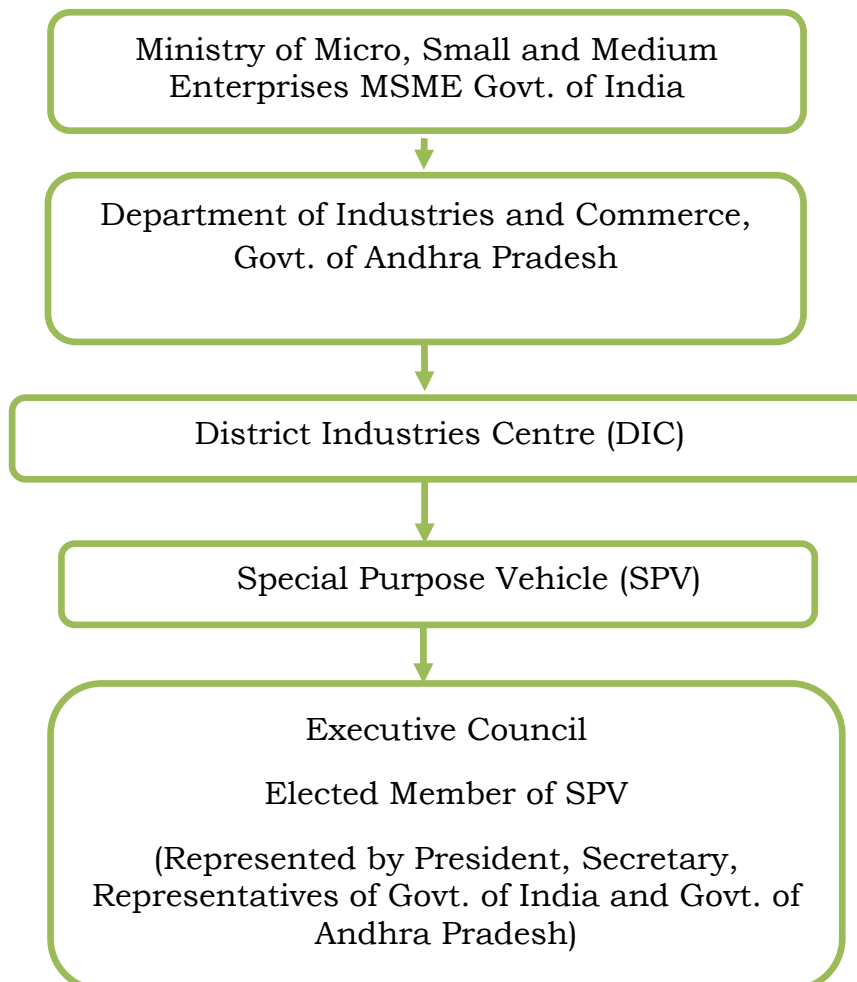 Ministry of Micro, Small and Medium
Enterprises MSME Govt. of India
Department of Industries and Commerce,
Govt. of Andhra Pradesh
District Industries Centre (DIC)
Special Purpose Vehicle (SPV)
Executive Council
Elected Member of SPV
(Represented by President, Secretary,
Representatives of Govt. of India and Govt. of
Andhra Pradesh)